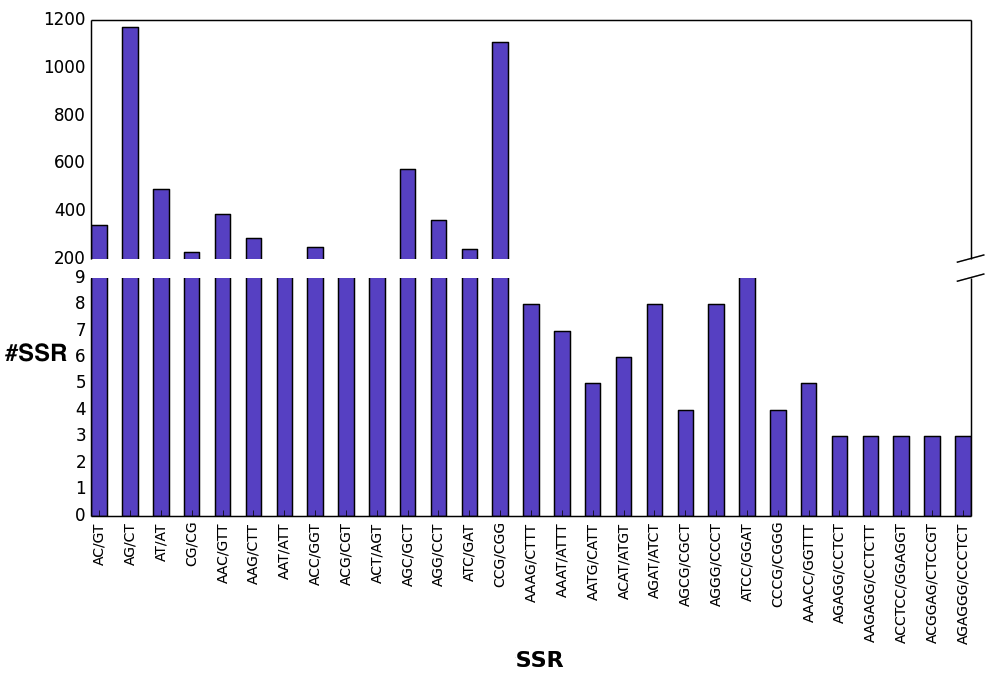 1200
1000
800
600
400
200
9
8
7
6
5
4
3
2
1
0
#SSR
AC/GT
AG/CT
AT/AT
CG/CG
AAC/GTT
AAG/CTT
AAT/ATT
ACC/GGT
ACG/CGT
ACT/AGT
AGC/GCT
AGG/CCT
ATC/GAT
CCG/CGG
AAAG/CTTT
AAAT/ATTT
AATG/CATT
ACAT/ATGT
AGAT/ATCT
AGCG/CGCT
AGGG/CCCT
ATCC/GGAT
CCCG/CGGG
AAACC/GGTTT
AGAGG/CCTCT
AAGAGG/CCTCTT
ACCTCC/GGAGGT
ACGGAG/CTCCGT
AGAGGG/CCCTCT
SSR